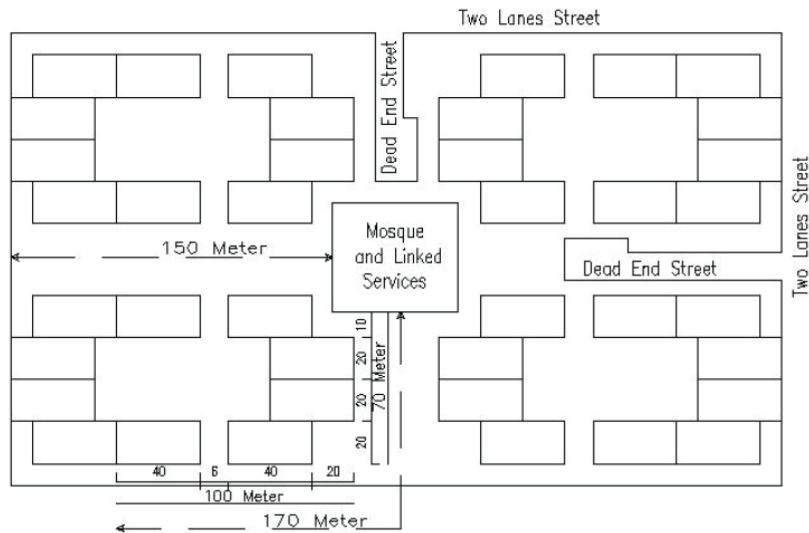 Two Lanes Street
Dead End Street
Two Lanes Street
150 Meter
Mosque
and Linked
Services
Dead End Street
10
20
20
20
70 Meter
40
6
40
20
100 Meter
170 Meter